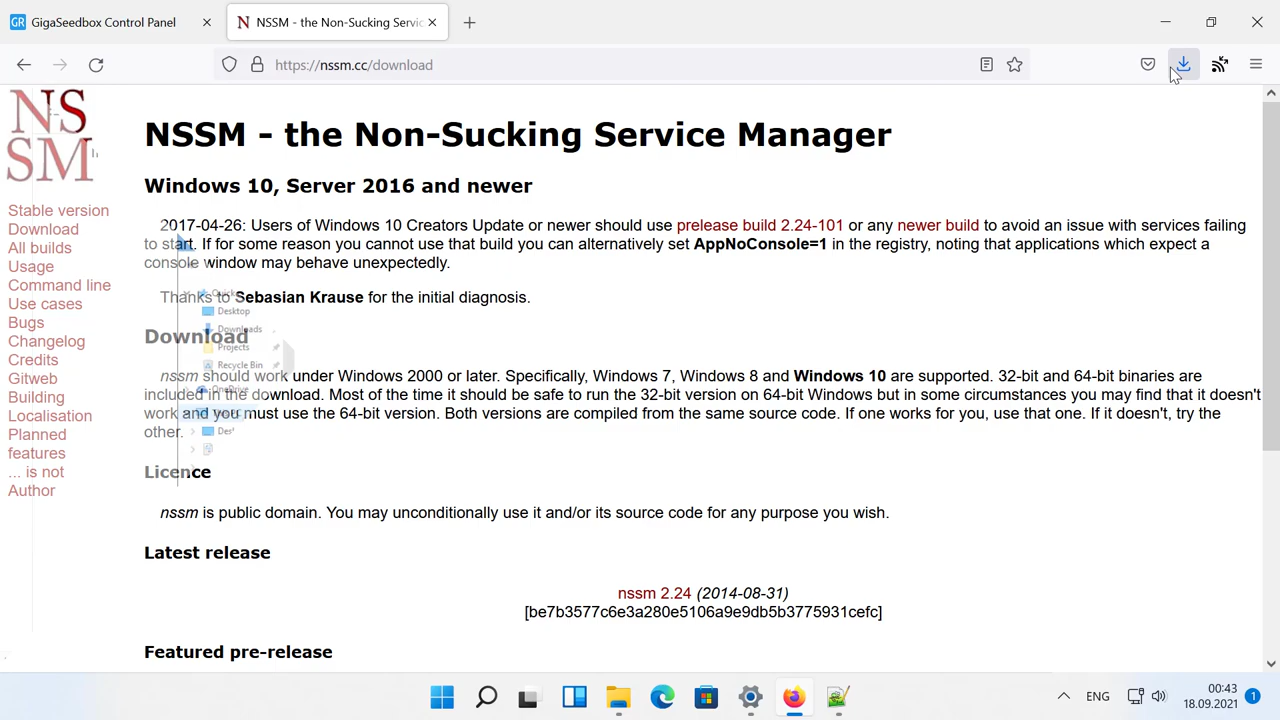 GR GigaSeedbox Control Panel
N NSSM - the Non-Sucking Servic
https://nssm.cc/download
NS
SM
NSSM - the Non-Sucking Service Manager
Windows 10, Server 2016 and newer
2017-04-26: Users of Windows 10 Creators Update or newer should use prelease build 2.24-101 or any newer build to avoid an issue with services failing
to start. If for some reason you cannot use that build you can alternatively set AppNoConsole=1 in the registry, noting that applications which expect a
console window may behave unexpectedly.
Thanks to Sebasian Krause for the initial diagnosis.
Download
nssm should work under Windows 2000 or later. Specifically, Windows 7, Windows 8 and Windows 10 are supported. 32-bit and 64-bit binaries are
included in the download. Most of the time it should be safe to run the 32-bit version on 64-bit Windows but in some circumstances you may find that it doesn't
work and you must use the 64-bit version. Both versions are compiled from the same source code. If one works for you, use that one. If it doesn't, try the
other.
Licence
nssm is public domain. You may unconditionally use it and/or its source code for any purpose you wish.
Latest release
nssm 2.24 (2014-08-31)
[be7b3577c6e3a280e5106a9e9db5b3775931cefc]
Featured pre-release
Stable version
Download
All builds
Usage
Command line
Use cases
Bugs
Changelog
Credits
Gitweb
Building
Localisation
Planned
features
... is not
Author
Quick
Desktop
Downloads
Projects
Recycle Bin
OneDrive
ENG
00:43
18.09.2021
1